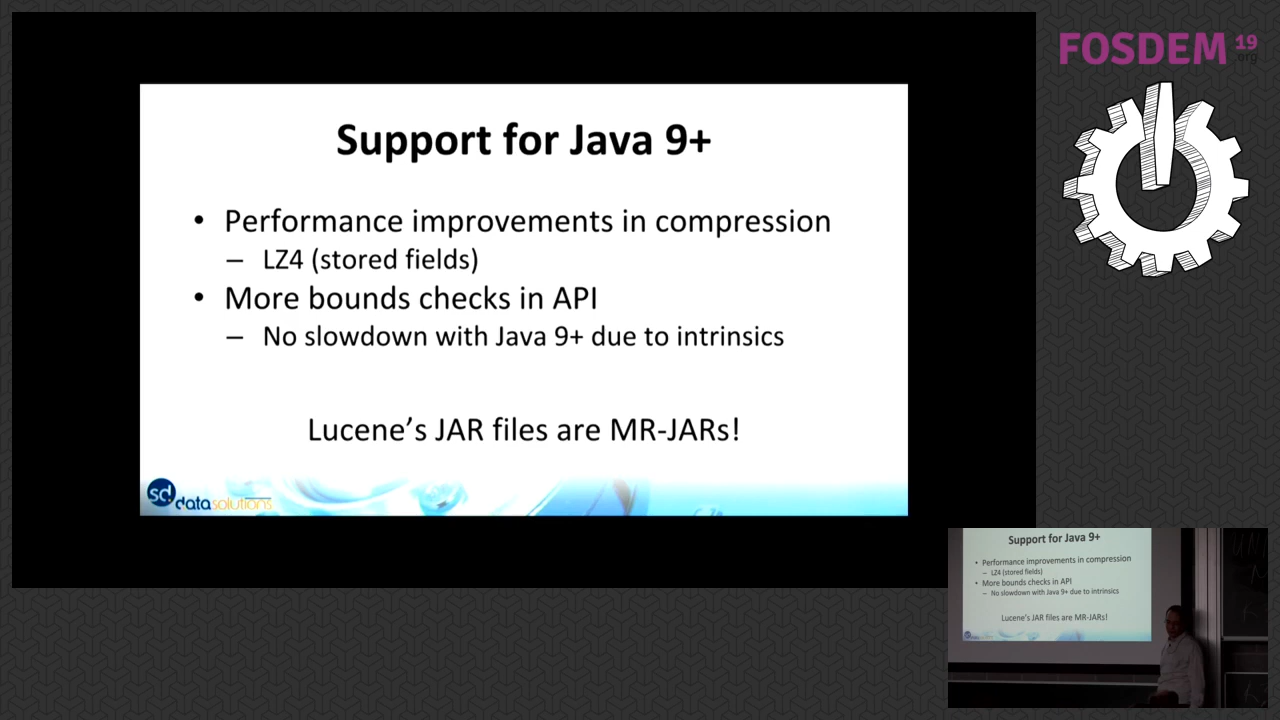 FOSDEM 19
.org
Support for Java 9+
• Performance improvements in compression
– LZ4 (stored fields)
• More bounds checks in API
– No slowdown with Java 9+ due to intrinsics
Lucene’s JAR files are MR-JARs!
sd. datasolutions
Support for Java 9+
• Performance improvements in compression
– LZ4 (stored fields)
• More bounds checks in API
– No slowdown with Java 9+ due to intrinsics
Lucene’s JAR files are MR-JARs!